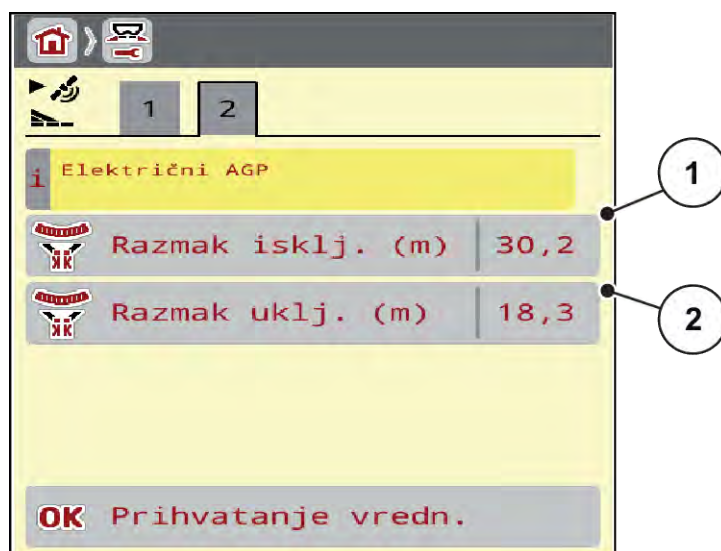 1 2
i Električni AGP
Razmak isklj. (m) 30,2
1
Razmak uklj. (m) 18,3
2
OK Prihvatanje vredn.